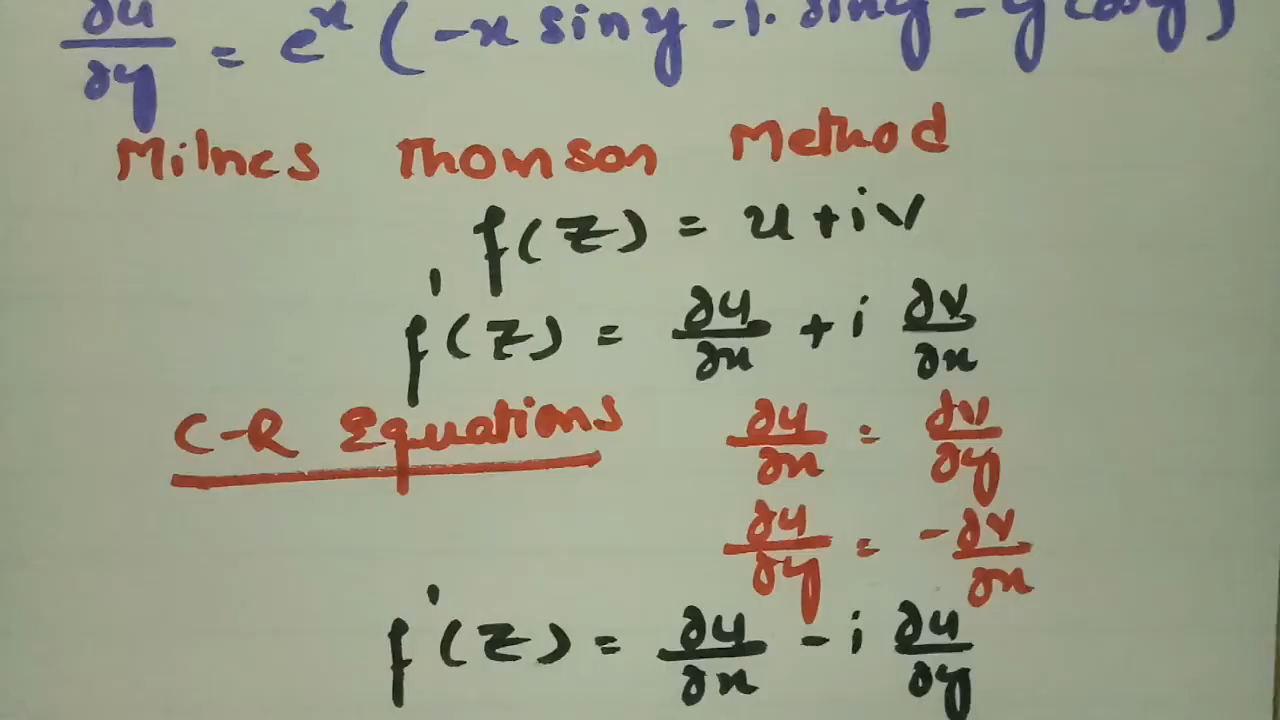 ∂u/∂y = e^x (-x sin y - 1. sin y - y cos y)
Milnes Thomson Method
f(z) = u + iv
f'(z) = ∂u/∂x + i ∂v/∂x
C-R Equations ∂u/∂x = ∂v/∂y
∂u/∂y = -∂v/∂x
f'(z) = ∂u/∂x - i ∂u/∂y